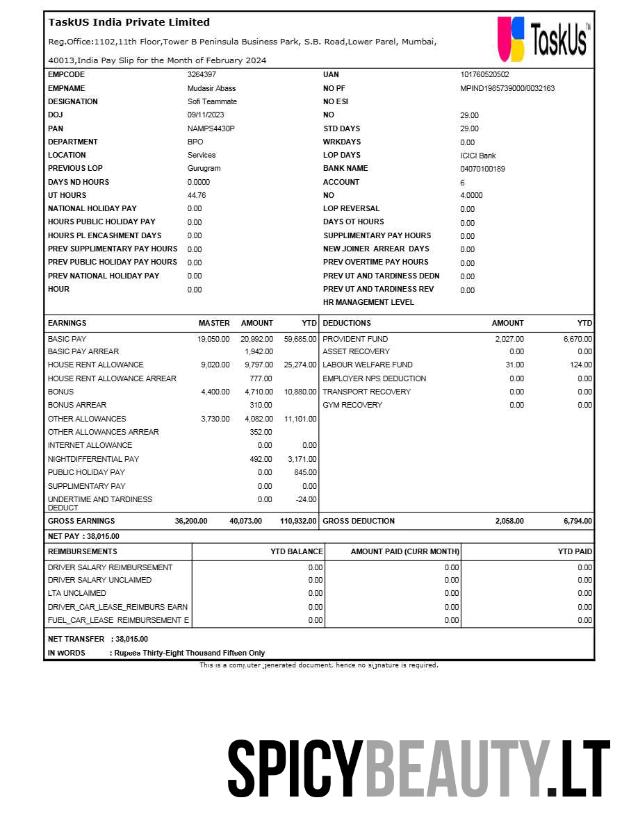 TaskUS India Private Limited
TaskUs™
Reg.Office:1102,11th Floor,Tower B Peninsula Business Park, S.B. Road,Lower Parel, Mumbai,
40013,India Pay Slip for the Month of February 2024
EMPCODE 3264397 UAN 101760520502
EMPNAME Mudasir Abass NO PF MPIND1985739000/0032163
DESIGNATION Sofi Teammate NO ESI
DOJ 09/11/2023 NO 29.00
PAN NAMPS4430P STD DAYS 29.00
DEPARTMENT BPO WRKDAYS 0.00
LOCATION Services LOP DAYS ICICI Bank
PREVIOUS LOP Gurugram BANK NAME 04070100189
DAYS ND HOURS 0.0000 ACCOUNT 6
UT HOURS 44.76 NO 4.0000
NATIONAL HOLIDAY PAY 0.00 LOP REVERSAL 0.00
HOURS PUBLIC HOLIDAY PAY 0.00 DAYS OT HOURS 0.00
HOURS PL ENCASHMENT DAYS 0.00 SUPPLIMENTARY PAY HOURS 0.00
PREV SUPPLIMENTARY PAY HOURS 0.00 NEW JOINER ARREAR DAYS 0.00
PREV PUBLIC HOLIDAY PAY HOURS 0.00 PREV OVERTIME PAY HOURS 0.00
PREV NATIONAL HOLIDAY PAY 0.00 PREV UT AND TARDINESS DEDN 0.00
HOUR 0.00 PREV UT AND TARDINESS REV 0.00
HR MANAGEMENT LEVEL
EARNINGS MASTER AMOUNT YTD DEDUCTIONS AMOUNT YTD
BASIC PAY 19,050.00 20,992.00 59,685.00 PROVIDENT FUND 2,027.00 6,670.00
BASIC PAY ARREAR 1,942.00 ASSET RECOVERY 0.00 0.00
HOUSE RENT ALLOWANCE 9,020.00 9,797.00 25,274.00 LABOUR WELFARE FUND 31.00 124.00
HOUSE RENT ALLOWANCE ARREAR 777.00 EMPLOYER NPS DEDUCTION 0.00 0.00
BONUS 4,400.00 4,710.00 10,880.00 TRANSPORT RECOVERY 0.00 0.00
BONUS ARREAR 310.00 GYM RECOVERY 0.00 0.00
OTHER ALLOWANCES 3,730.00 4,082.00 11,101.00
OTHER ALLOWANCES ARREAR 352.00
INTERNET ALLOWANCE 0.00 0.00
NIGHTDIFFERENTIAL PAY 492.00 3,171.00
PUBLIC HOLIDAY PAY 0.00 845.00
SUPPLIMENTARY PAY 0.00 0.00
UNDERTIME AND TARDINESS 0.00 -24.00
DEDUCT
GROSS EARNINGS 36,200.00 40,073.00 110,932.00 GROSS DEDUCTION 2,058.00 6,794.00
NET PAY : 38,015.00
REIMBURSEMENTS YTD BALANCE AMOUNT PAID (CURR MONTH) YTD PAID
DRIVER SALARY REIMBURSEMENT 0.00 0.00 0.00
DRIVER SALARY UNCLAIMED 0.00 0.00 0.00
LTA UNCLAIMED 0.00 0.00 0.00
DRIVER_CAR_LEASE_REIMBURS EARN 0.00 0.00 0.00
FUEL_CAR_LEASE REIMBURSEMENT E 0.00 0.00 0.00
NET TRANSFER : 38,015.00
IN WORDS : Rupees Thirty-Eight Thousand Fifteen Only
This is a computer generated document, hence no signature is required.
SPICYBEAUTY.LT